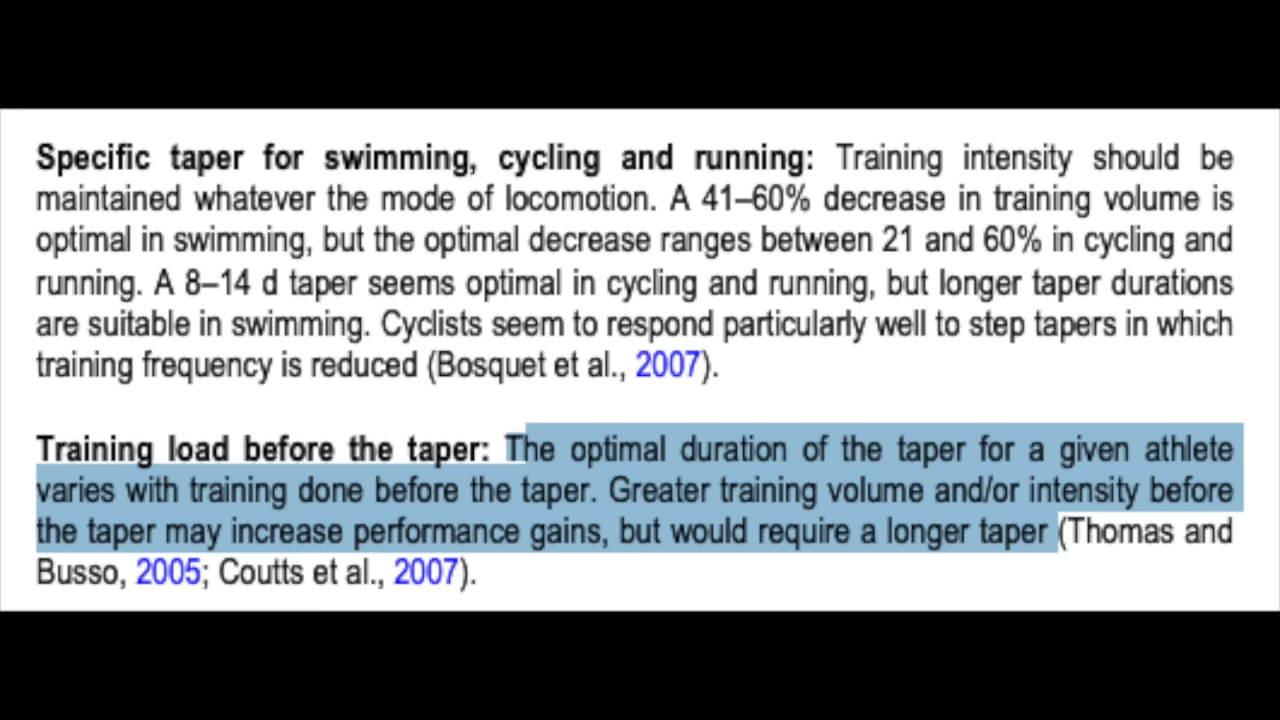 Specific taper for swimming, cycling and running: Training intensity should be
maintained whatever the mode of locomotion. A 41–60% decrease in training volume is
optimal in swimming, but the optimal decrease ranges between 21 and 60% in cycling and
running. A 8–14 d taper seems optimal in cycling and running, but longer taper durations
are suitable in swimming. Cyclists seem to respond particularly well to step tapers in which
training frequency is reduced (Bosquet et al., 2007).
Training load before the taper: The optimal duration of the taper for a given athlete
varies with training done before the taper. Greater training volume and/or intensity before
the taper may increase performance gains, but would require a longer taper (Thomas and
Busso, 2005; Coutts et al., 2007).